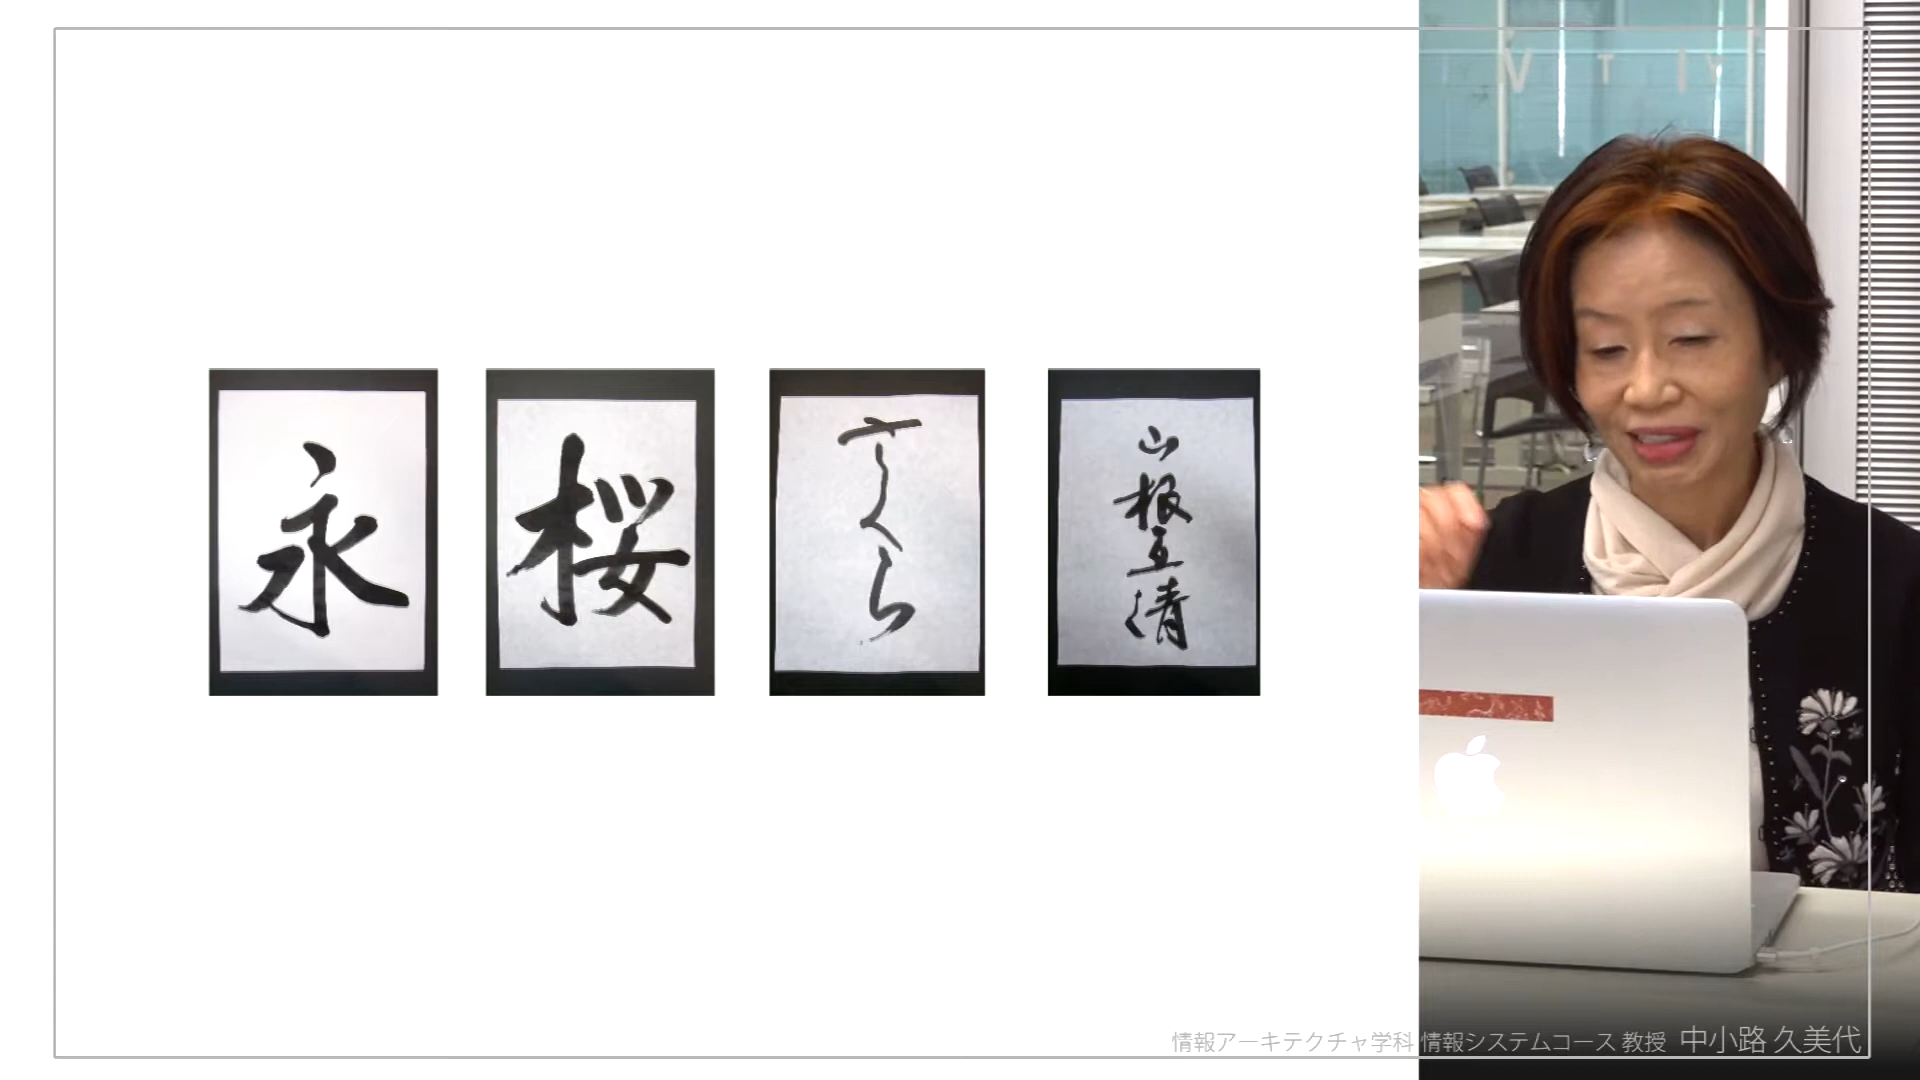 永
桜
さくら
山根互清
情報アーキテクチャ学科 情報システムコース 教授 中小路 久美代